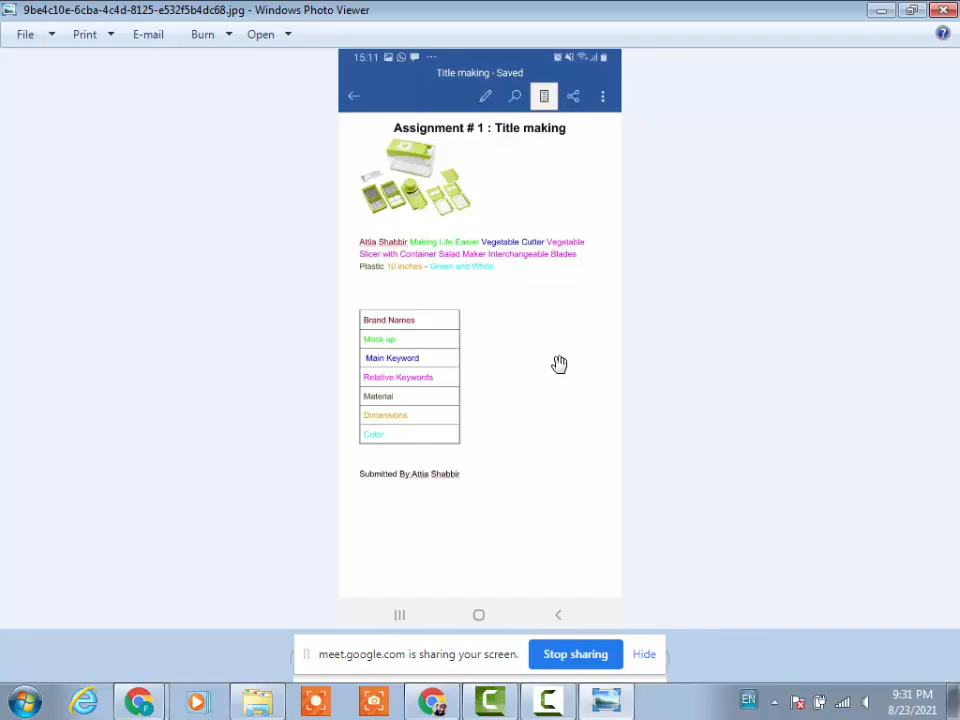 9be4c10e-6cba-4c4d-8125-e532f5b4dc68.jpg - Windows Photo Viewer
File Print E-mail Burn Open
15:11
Title making - Saved
Assignment # 1 : Title making
Attia Shabbir Making Life Easier Vegetable Cutter Vegetable
Slicer with Container Salad Maker Interchangeable Blades
Plastic 10 inches - Green and White
Brand Names
Mock up
Main Keyword
Relative Keywords
Material
Dimensions
Color
Submitted By:Attia Shabbir
meet.google.com is sharing your screen. Stop sharing Hide
EN
9:31 PM
8/23/2021